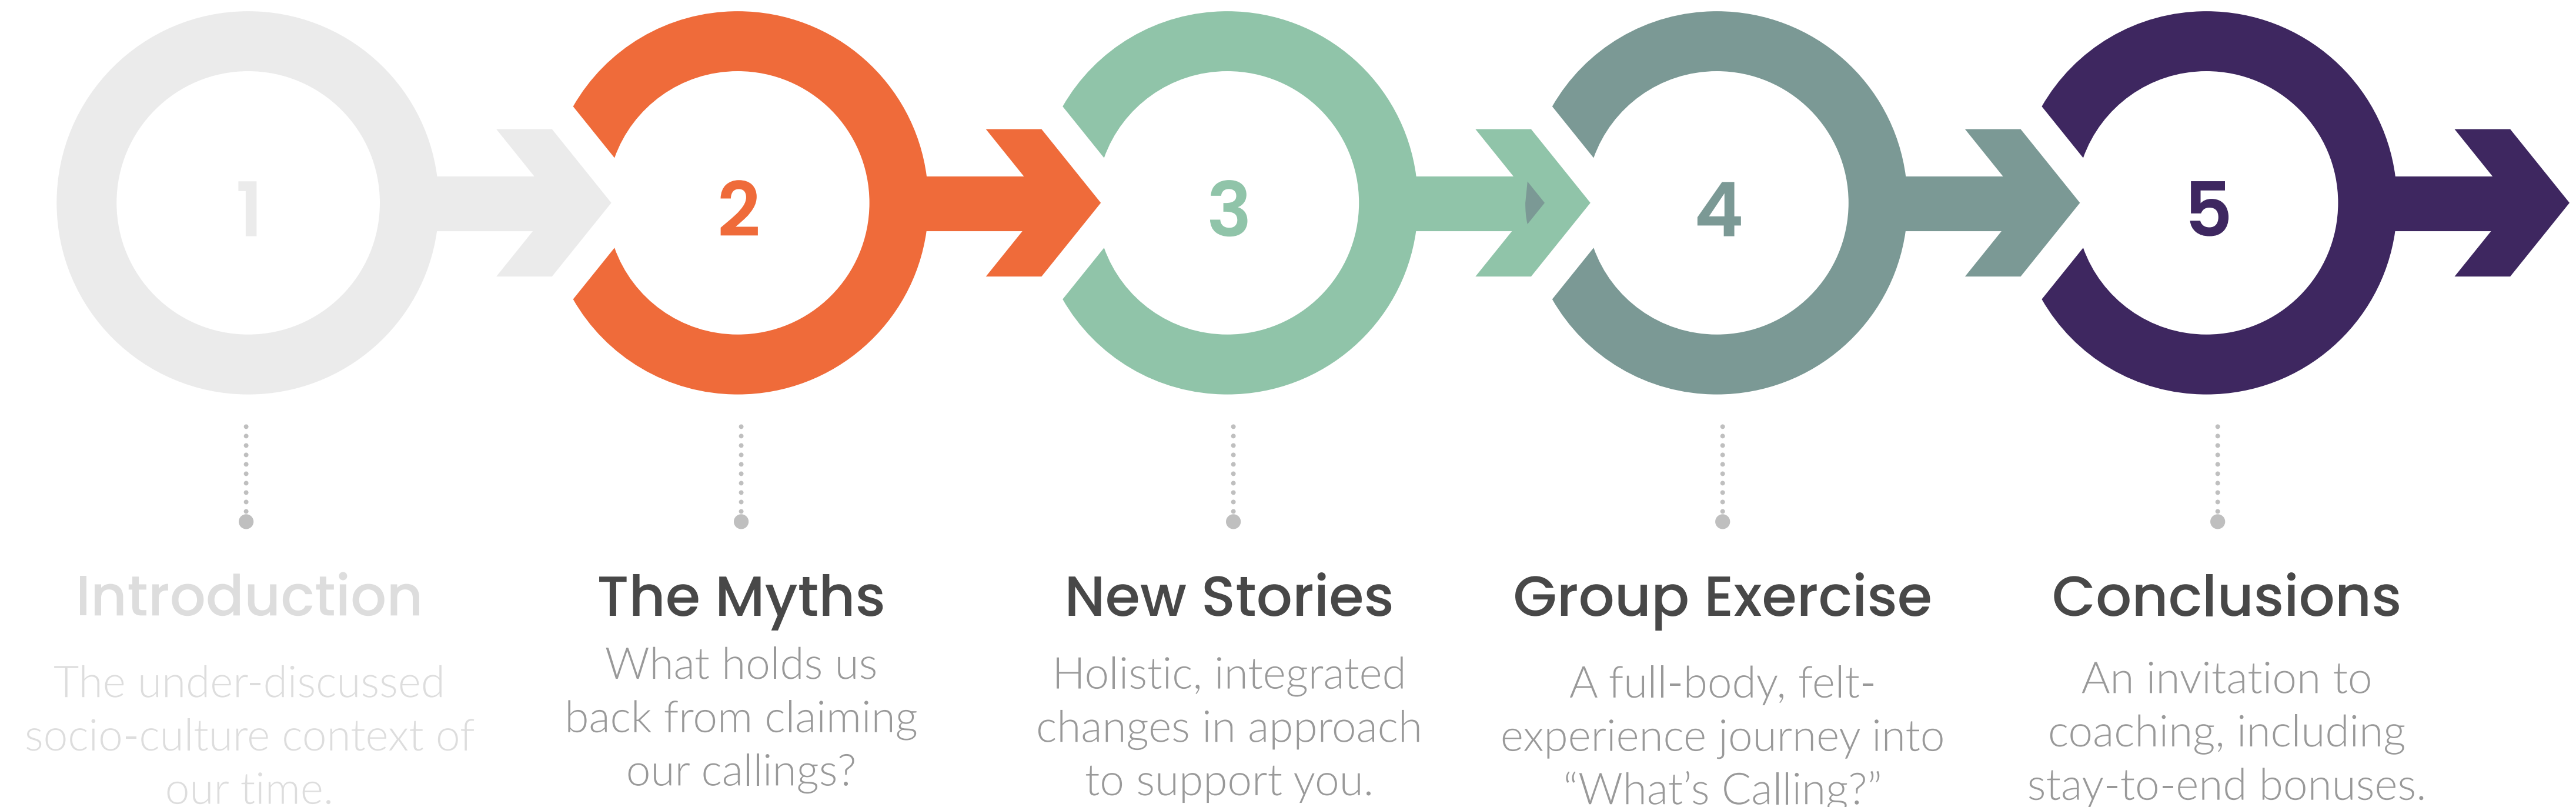 1
2
3
4
5
Introduction
The under-discussed
socio-culture context of
our time.
The Myths
What holds us
back from claiming
our callings?
New Stories
Holistic, integrated
changes in approach
to support you.
Group Exercise
A full-body, felt-
experience journey into
“What’s Calling?”
Conclusions
An invitation to
coaching, including
stay-to-end bonuses.